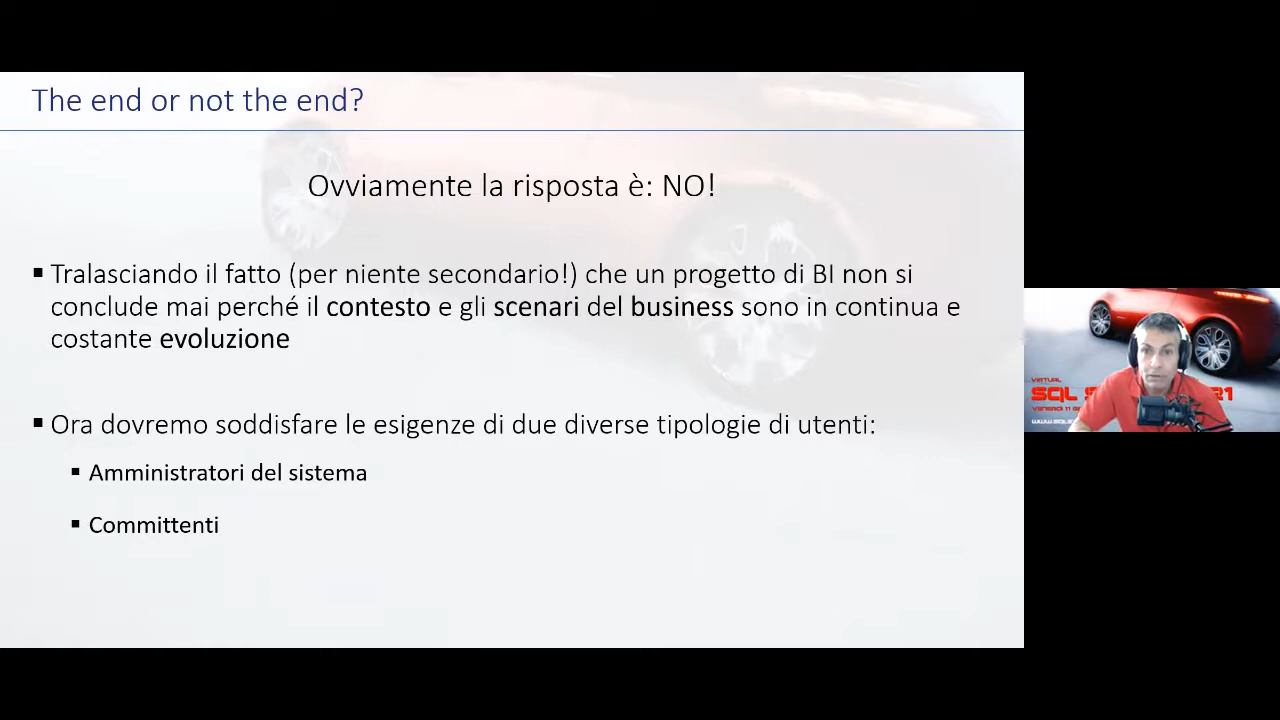 The end or not the end?
Ovviamente la risposta è: NO!
▪ Tralasciando il fatto (per niente secondario!) che un progetto di BI non si
conclude mai perché il contesto e gli scenari del business sono in continua e
costante evoluzione
▪ Ora dovremo soddisfare le esigenze di due diverse tipologie di utenti:
▪ Amministratori del sistema
▪ Committenti
VIRTUAL
SQL